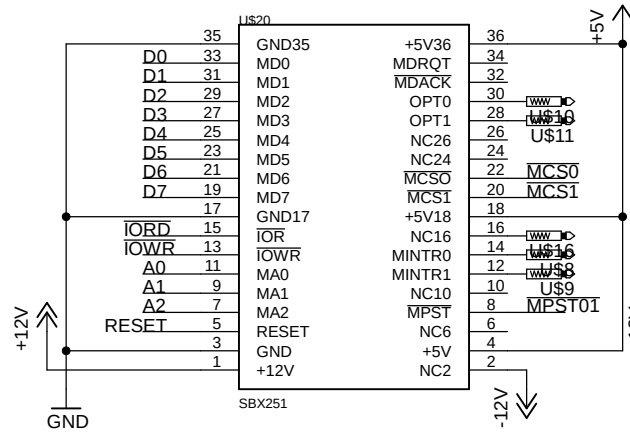 U$20
35 GND35 +5V36 36 +5V
D0 33 MD0 MDRQT 34
D1 31 MD1 MDACK 32
D2 29 MD2 OPT0 30 U$10
D3 27 MD3 OPT1 28 U$11
D4 25 MD4 NC26 26
D5 23 MD5 NC24 24
D6 21 MD6 MCSO 22 MCS0
D7 19 MD7 MCS1 20 MCS1
17 GND17 +5V18 18
IORD 15 IOR NC16 16 U$16
IOWR 13 IOWR MINTR0 14 U$8
A0 11 MA0 MINTR1 12 U$9
A1 9 MA1 NC10 10
A2 7 MA2 MPST 8 MPST01
RESET 5 RESET NC6 6
+12V 3 GND +5V 4
1 +12V NC2 2
GND SBX251 -12V